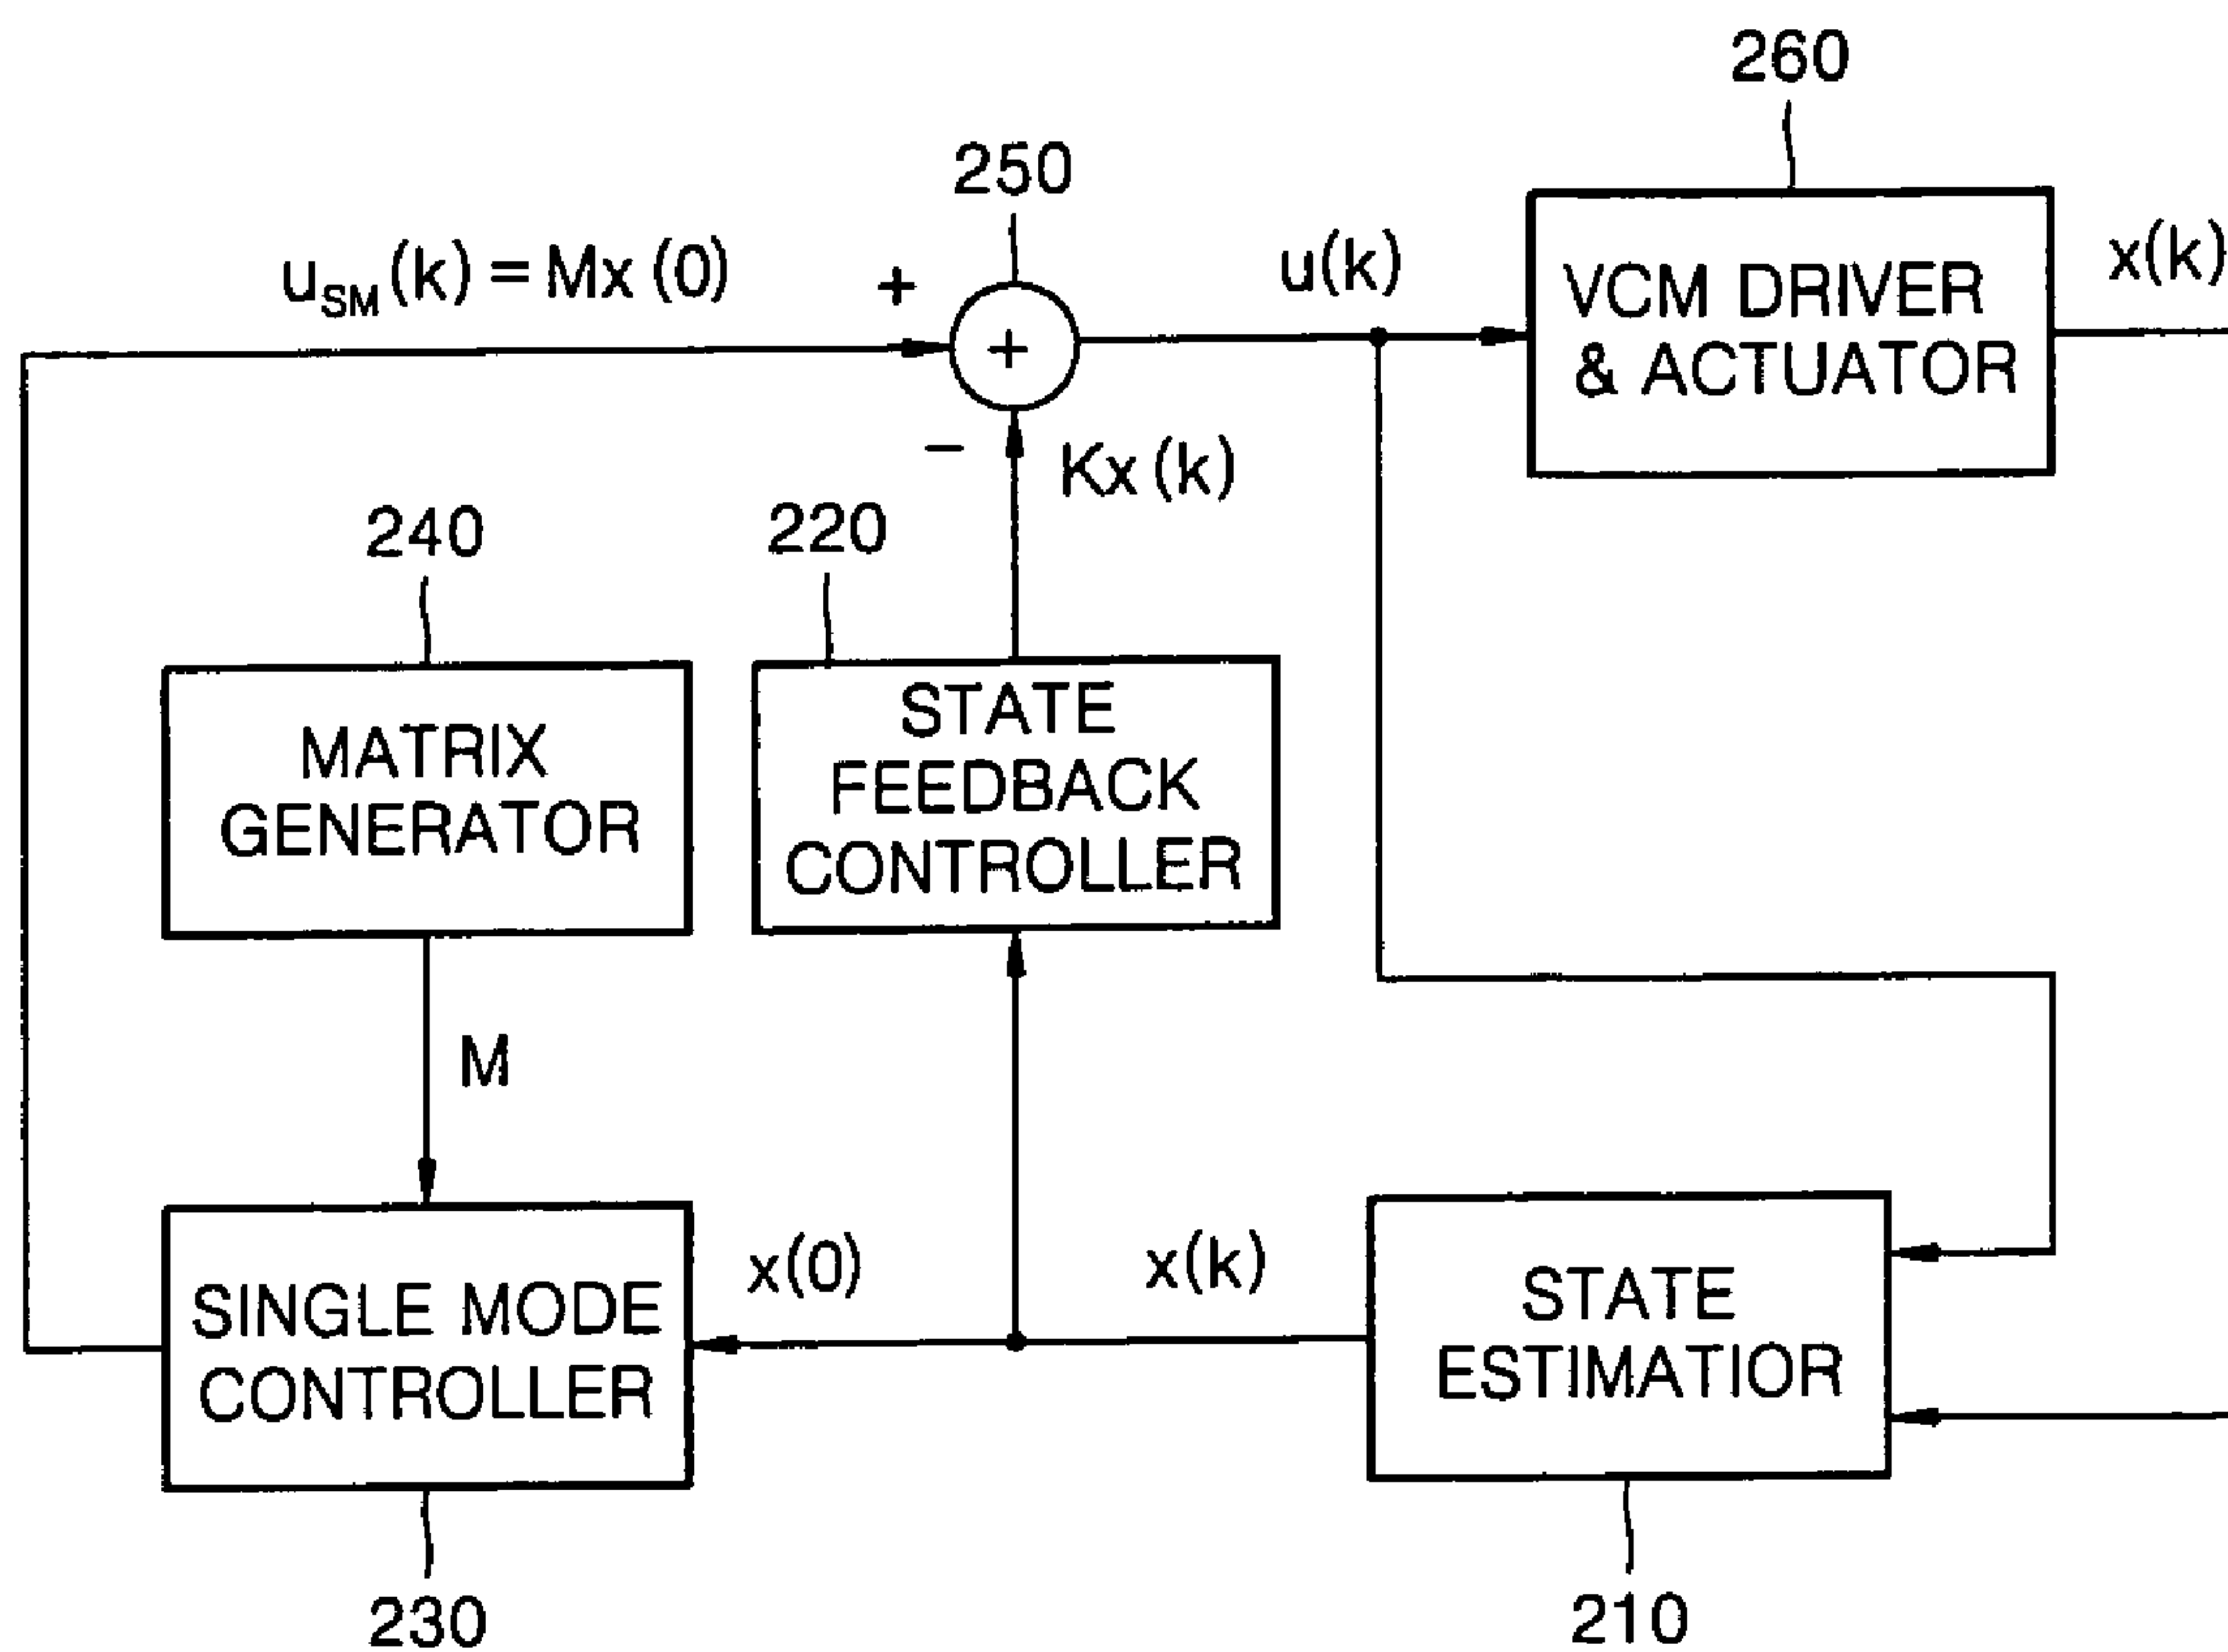 260
250
u_SM (k) = Mx (0)
+
u(k)
VCM DRIVER
& ACTUATOR
x(k)
+
−
Kx (k)
240
220
MATRIX
GENERATOR
STATE
FEEDBACK
CONTROLLER
M
x(0)
x(k)
SINGLE MODE
CONTROLLER
STATE
ESTIMATIOR
230
210